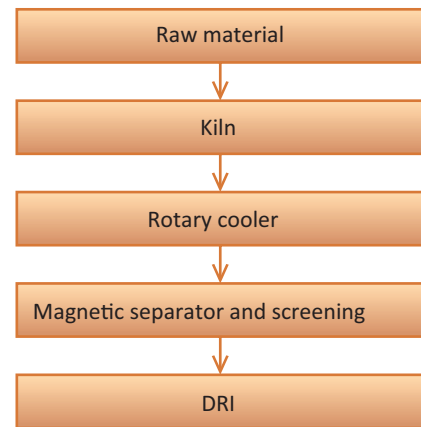 Raw material
Kiln
Rotary cooler
Magnetic separator and screening
DRI